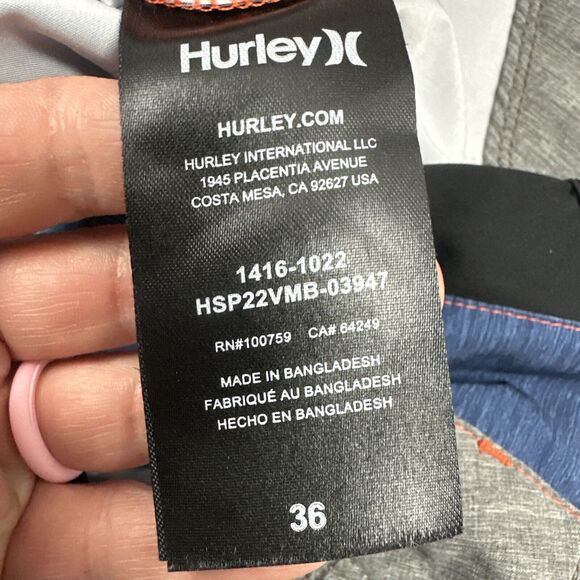 Hurley)(
HURLEY.COM
HURLEY INTERNATIONAL LLC
1945 PLACENTIA AVENUE
COSTA MESA, CA 92627 USA
1416-1022
HSP22VMB-03947
RN#100759 CA# 64249
MADE IN BANGLADESH
FABRIQUÉ AU BANGLADESH
HECHO EN BANGLADESH
36